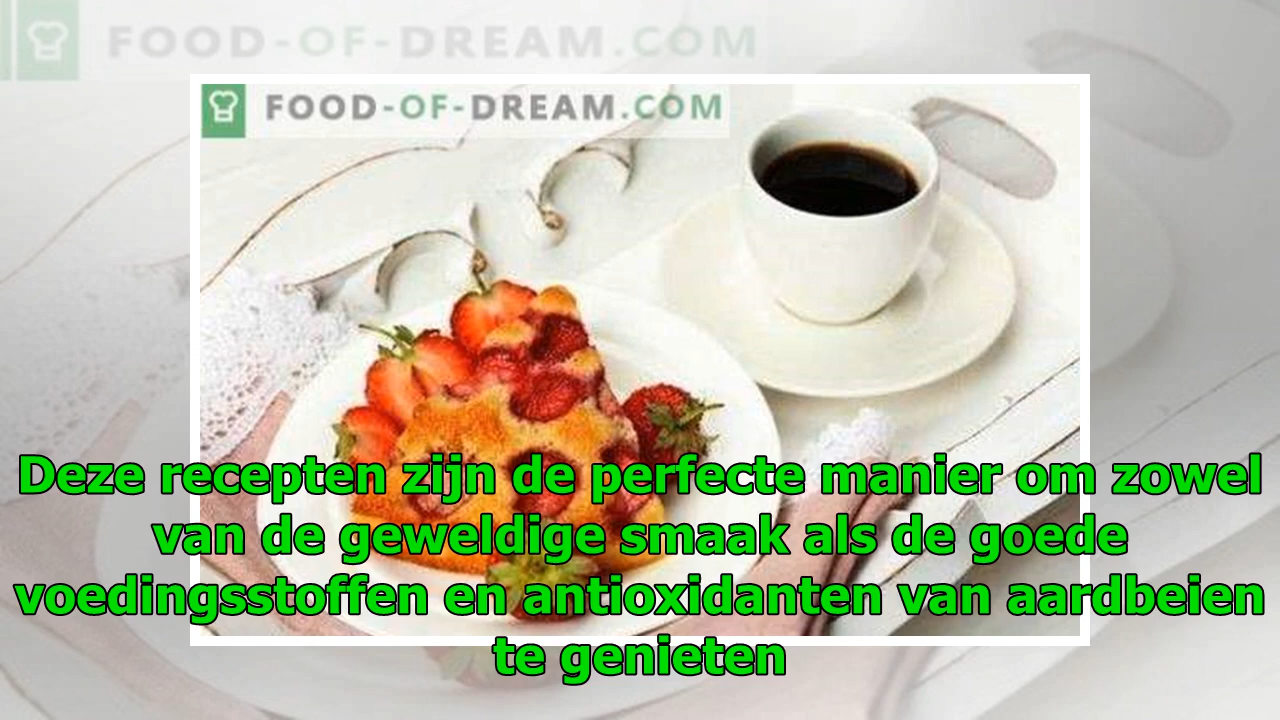 FOOD-OF-DREAM.COM
FOOD-OF-DREAM.COM
Deze recepten zijn de perfecte manier om zowel
van de geweldige smaak als de goede
voedingsstoffen en antioxidanten van aardbeien
te genieten